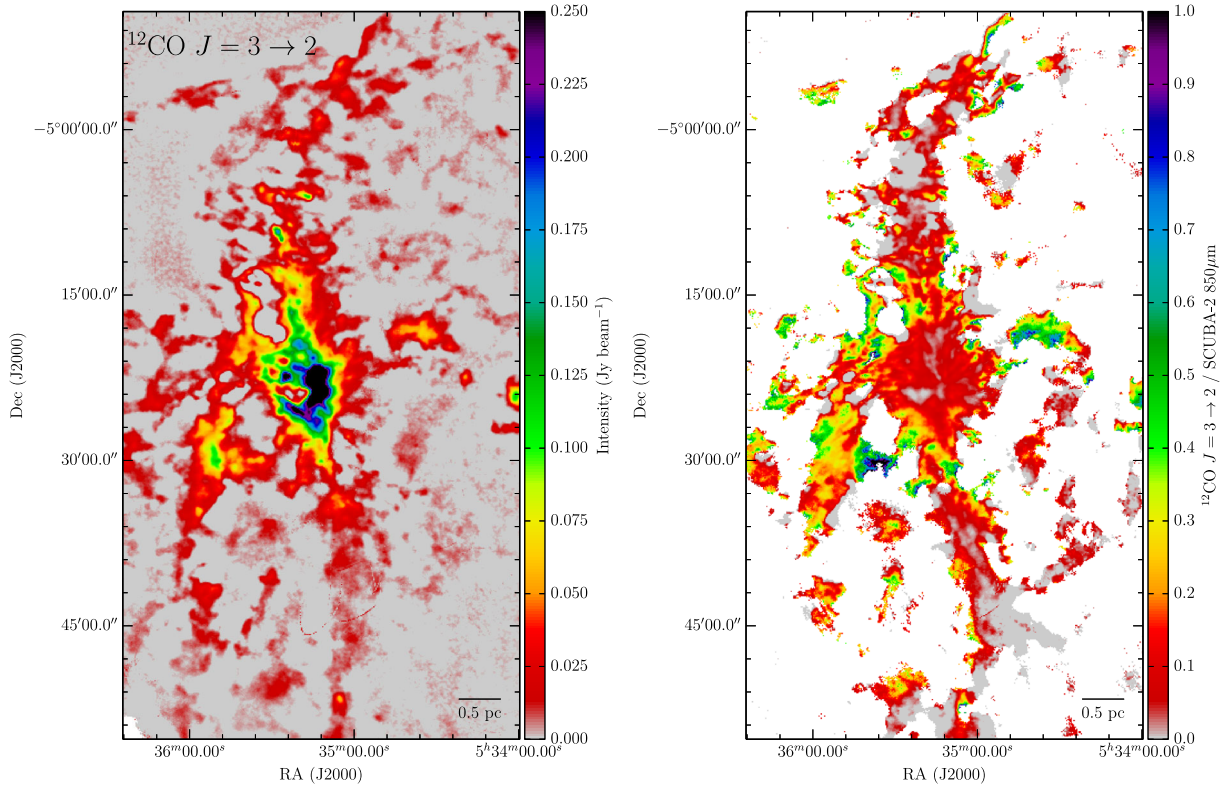 ¹²CO J = 3 → 2
−5°00′00.0″
15′00.0″
30′00.0″
45′00.0″
Dec (J2000)
36ᵐ00.00ˢ
35ᵐ00.00ˢ
5ʰ34ᵐ00.00ˢ
RA (J2000)
0.5 pc
0.250
0.225
0.200
0.175
0.150
0.125
0.100
0.075
0.050
0.025
0.000
Intensity (Jy beam⁻¹)
−5°00′00.0″
15′00.0″
30′00.0″
45′00.0″
Dec (J2000)
36ᵐ00.00ˢ
35ᵐ00.00ˢ
5ʰ34ᵐ00.00ˢ
RA (J2000)
0.5 pc
1.0
0.9
0.8
0.7
0.6
0.5
0.4
0.3
0.2
0.1
0.0
¹²CO J = 3 → 2 / SCUBA-2 850μm